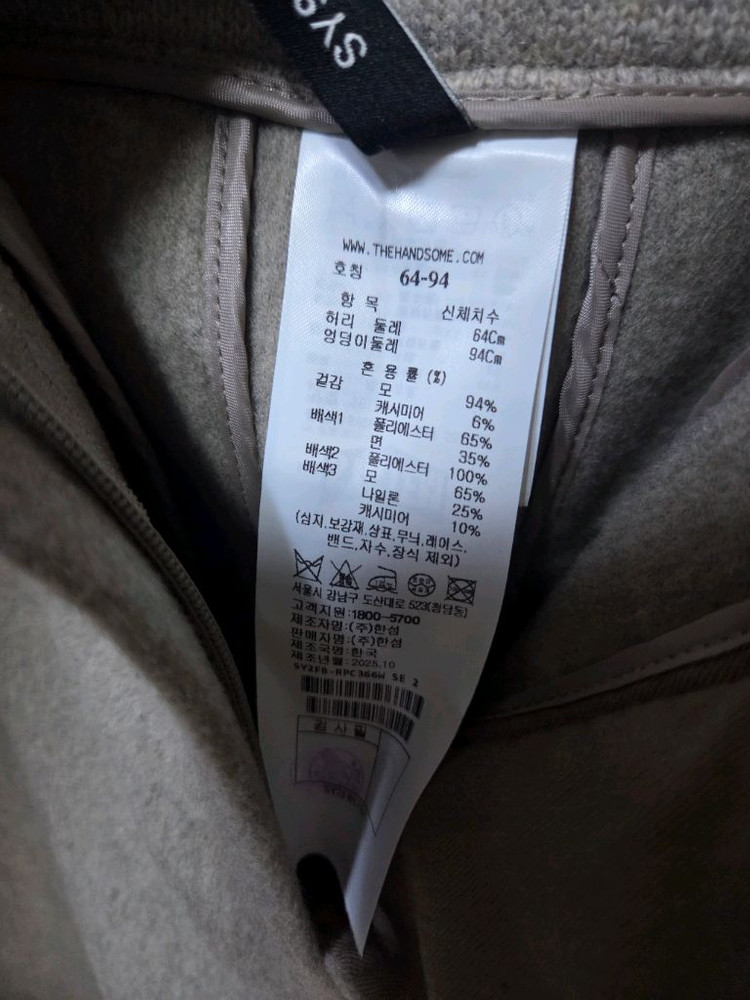 SYS
WWW.THEHANDSOME.COM
호칭 64-94
항 목 신체치수
허리 둘레 64Cm
엉덩이둘레 94Cm
혼 용 률 (%)
겉감 모 94%
캐시미어 6%
배색1 폴리에스터 65%
면 35%
배색2 폴리에스터 100%
배색3 모 65%
나일론 25%
캐시미어 10%
(심지,보강재,상표,무늬,레이스,
밴드,자수,장식 제외)
서울시 강남구 도산대로 523(청담동)
고객지원:1800-5700
제조자명:(주)한섬
판매자명:(주)한섬
제조국명:한국
제조년월:2025.10
SY2FB-RPC366W SE 2
검사필